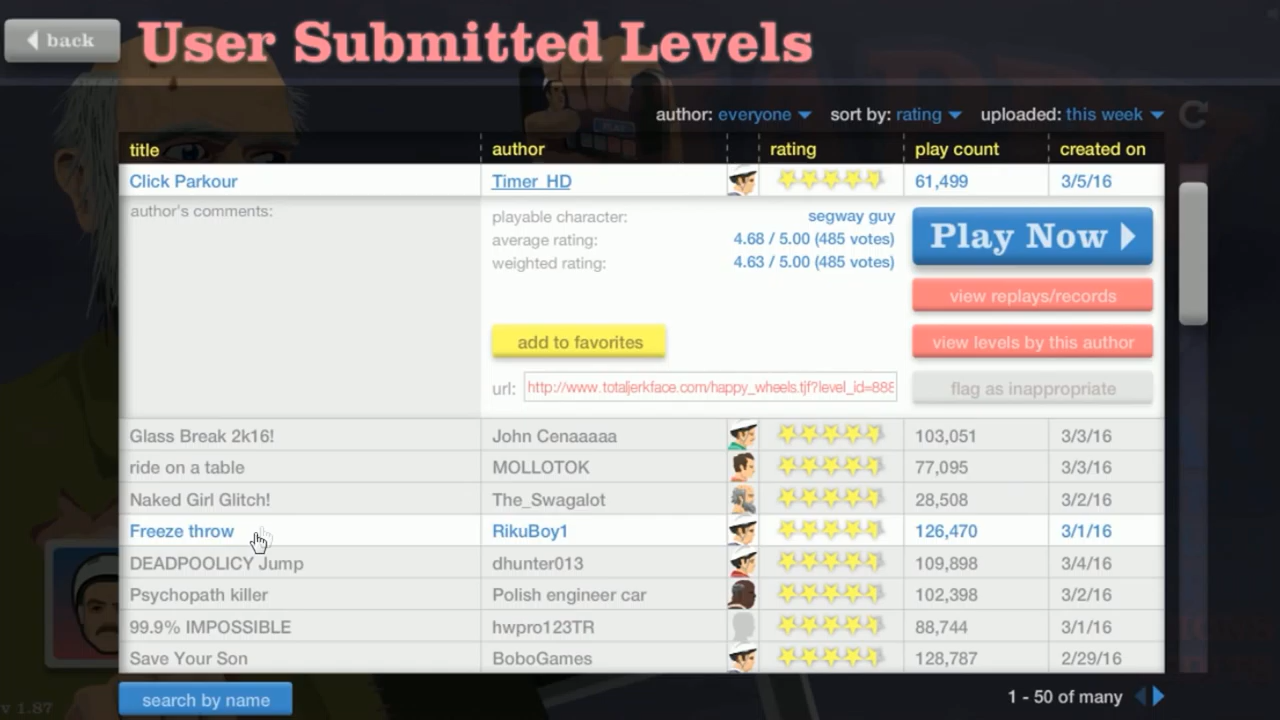 back
User Submitted Levels
author: everyone sort by: rating uploaded: this week
title author rating play count created on
Click Parkour Timer_HD 61,499 3/5/16
author's comments:
playable character: segway guy
average rating: 4.68 / 5.00 (485 votes)
weighted rating: 4.63 / 5.00 (485 votes)
Play Now
view replays/records
add to favorites
view levels by this author
url: http://www.totaljerkface.com/happy_wheels.tjf?level_id=888
flag as inappropriate
Glass Break 2k16! John Cenaaaaa 103,051 3/3/16
ride on a table MOLLOTOK 77,095 3/3/16
Naked Girl Glitch! The_Swagalot 28,508 3/2/16
Freeze throw RikuBoy1 126,470 3/1/16
DEADPOOLICY Jump dhunter013 109,898 3/4/16
Psychopath killer Polish engineer car 102,398 3/2/16
99.9% IMPOSSIBLE hwpro123TR 88,744 3/1/16
Save Your Son BoboGames 128,787 2/29/16
search by name
1 - 50 of many
v 1.87